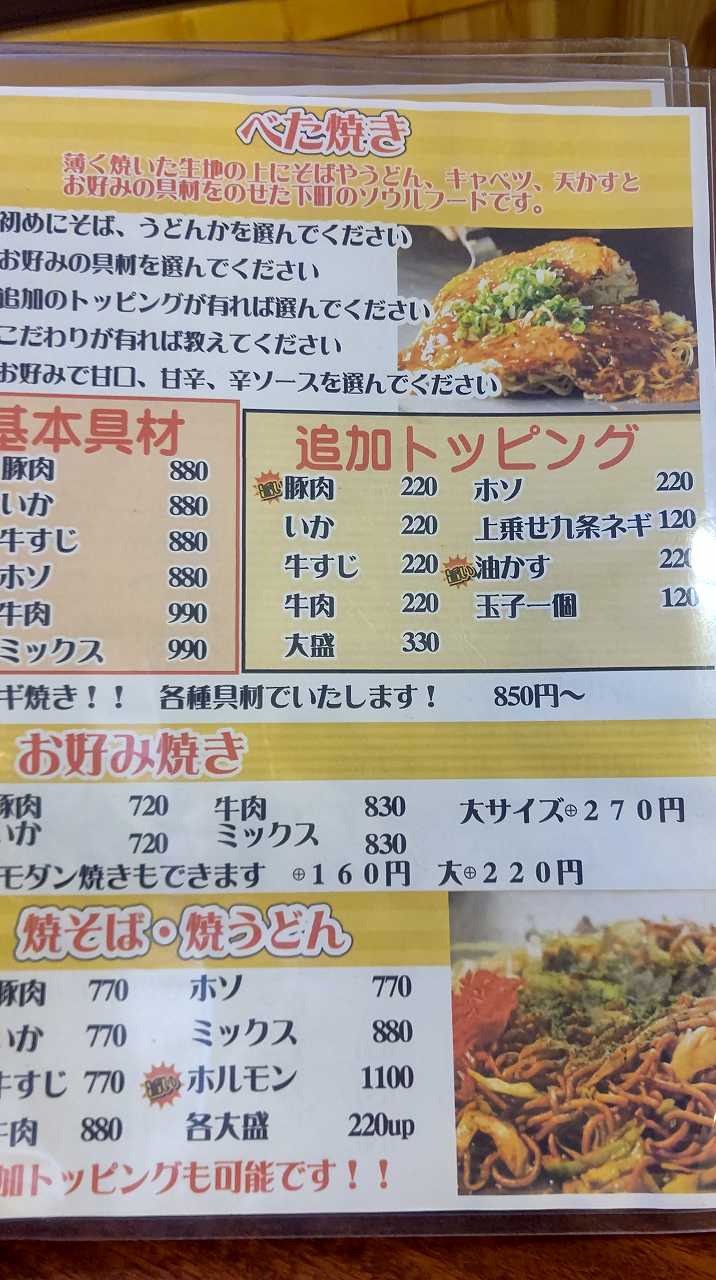 べた焼き
薄く焼いた生地の上にそばやうどん、キャベツ、天かすと
お好みの具材をのせた下町のソウルフードです。
初めにそば、うどんかを選んでください
お好みの具材を選んでください
追加のトッピングが有れば選んでください
こだわりが有れば教えてください
お好みで甘口、甘辛、辛ソースを選んでください
基本具材
豚肉 880
いか 880
牛すじ 880
ホソ 880
牛肉 990
ミックス 990
追加トッピング
旨い 豚肉 220 ホソ 220
いか 220 上乗せ九条ネギ 120
牛すじ 220 旨い 油かす 220
牛肉 220 玉子一個 120
大盛 330
ギ焼き！！ 各種具材でいたします！ 850円～
お好み焼き
豚肉 720 牛肉 830 大サイズ⊕２７０円
いか 720 ミックス 830
モダン焼きもできます ⊕１６０円 大⊕２２０円
焼そば・焼うどん
豚肉 770 ホソ 770
いか 770 ミックス 880
牛すじ 770 旨い ホルモン 1100
牛肉 880 各大盛 220up
加トッピングも可能です！！